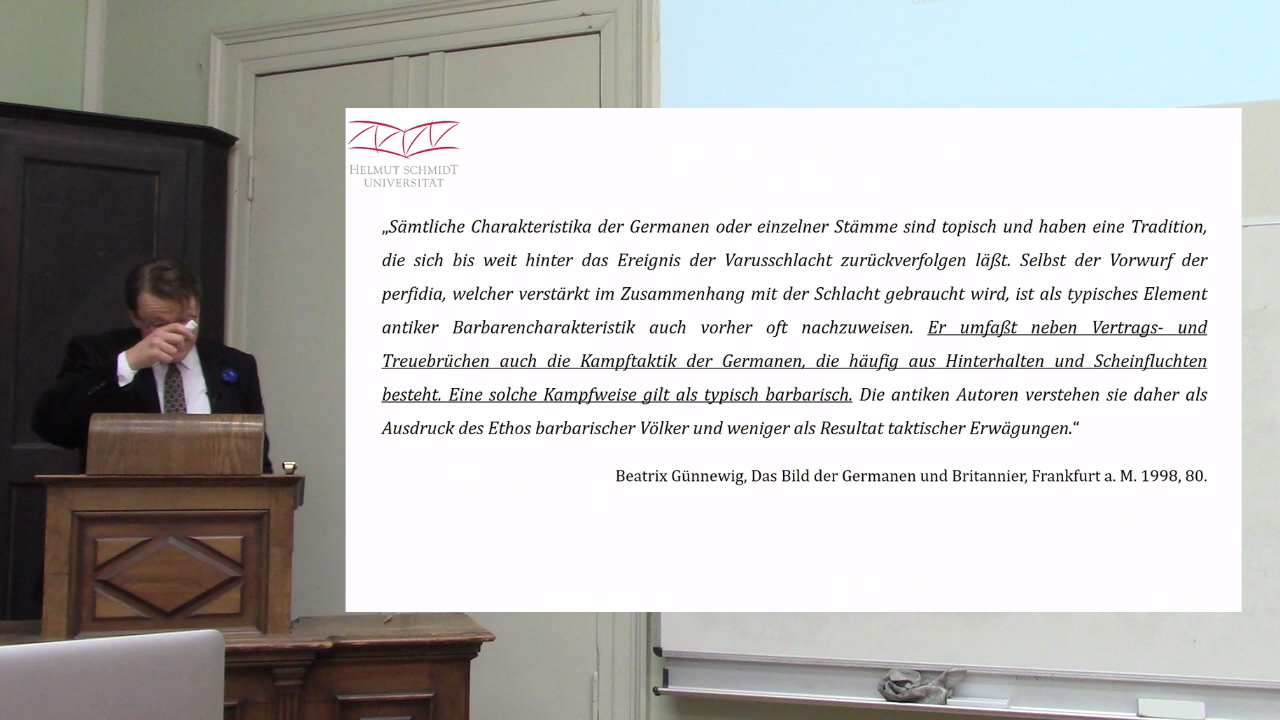 HELMUT SCHMIDT
UNIVERSITÄT
„Sämtliche Charakteristika der Germanen oder einzelner Stämme sind topisch und haben eine Tradition,
die sich bis weit hinter das Ereignis der Varusschlacht zurückverfolgen läßt. Selbst der Vorwurf der
perfidia, welcher verstärkt im Zusammenhang mit der Schlacht gebraucht wird, ist als typisches Element
antiker Barbarencharakteristik auch vorher oft nachzuweisen. Er umfaßt neben Vertrags- und
Treuebrüchen auch die Kampftaktik der Germanen, die häufig aus Hinterhalten und Scheinfluchten
besteht. Eine solche Kampfweise gilt als typisch barbarisch. Die antiken Autoren verstehen sie daher als
Ausdruck des Ethos barbarischer Völker und weniger als Resultat taktischer Erwägungen.“
Beatrix Günnewig, Das Bild der Germanen und Britannier, Frankfurt a. M. 1998, 80.